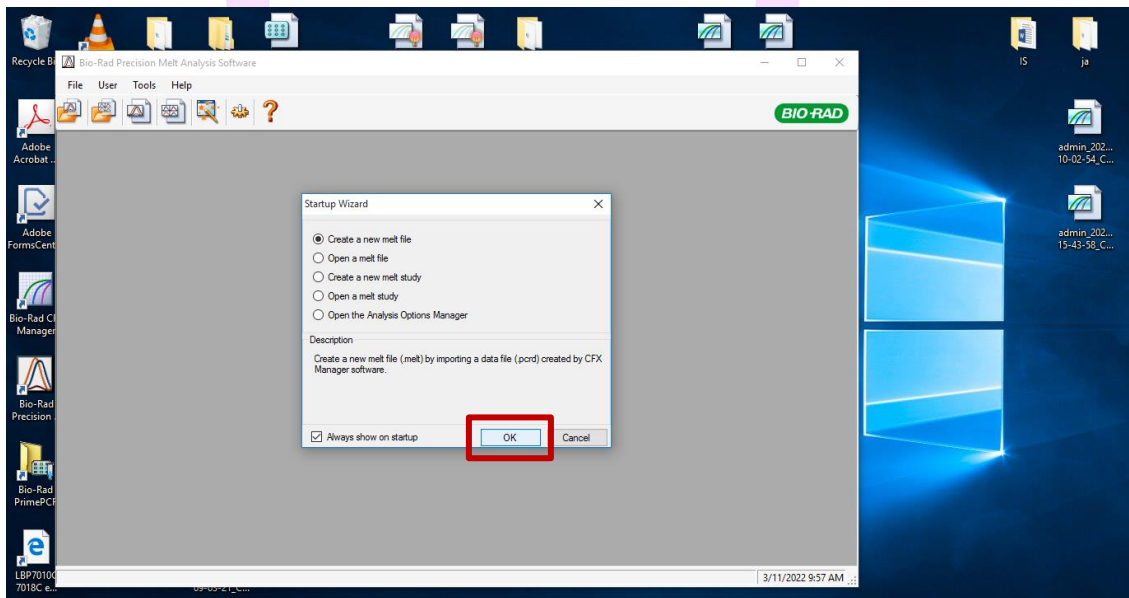 Recycle Bi
Bio-Rad Precision Melt Analysis Software
IS
ja
File User Tools Help
BIO-RAD
Adobe
Acrobat ...
admin_202...
10-02-54_C...
Startup Wizard
Create a new melt file
Open a melt file
Create a new melt study
Open a melt study
Open the Analysis Options Manager
Description
Create a new melt file (.melt) by importing a data file (.pcrd) created by CFX
Manager software.
Always show on startup
OK
Cancel
Adobe
FormsCent
admin_202...
15-43-58_C...
Bio-Rad CF
Manager
Bio-Rad
Precision
Bio-Rad
PrimePCR
LBP7010C
7018C e...
3/11/2022 9:57 AM